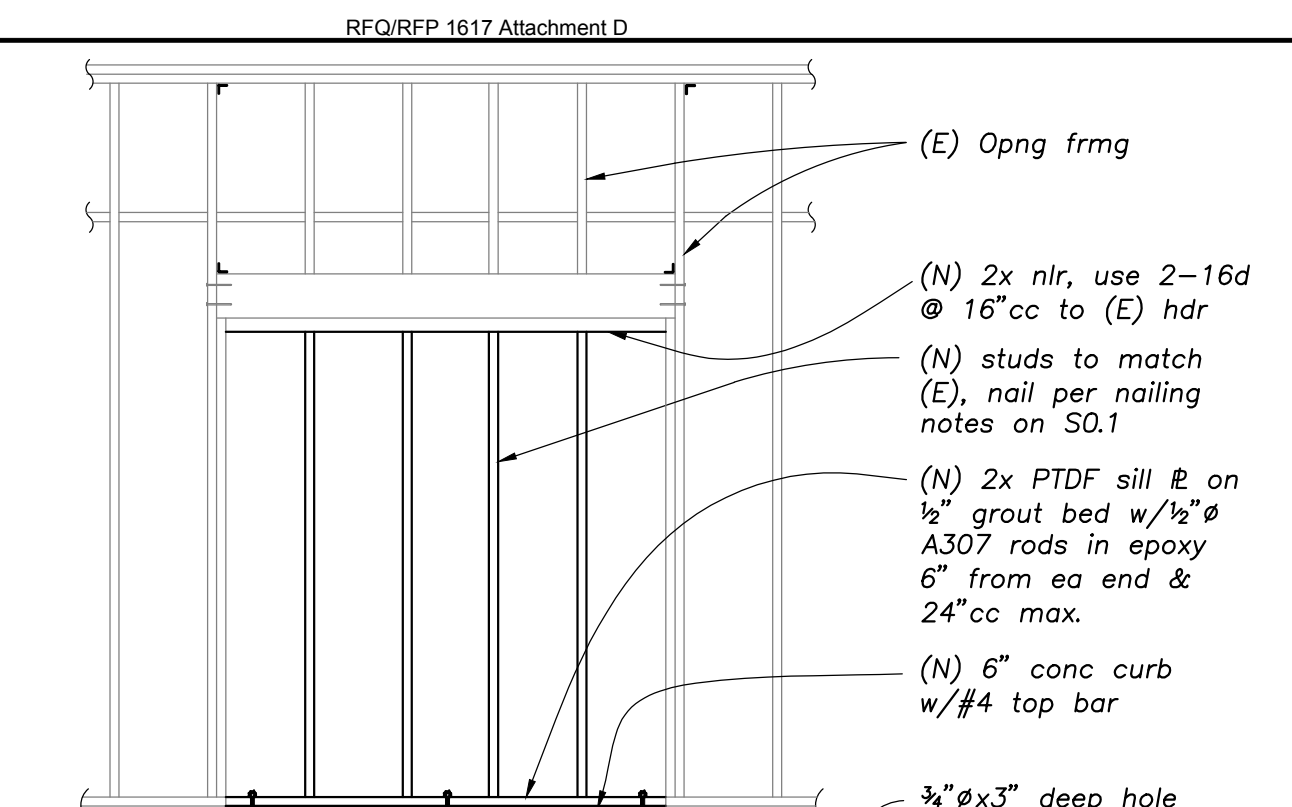 RFQ/RFP 1617 Attachment D
(E) Opng frmg
(N) 2x nlr, use 2-16d
@ 16"cc to (E) hdr
(N) studs to match
(E), nail per nailing
notes on S0.1
(N) 2x PTDF sill ⅊ on
½" grout bed w/½"ø
A307 rods in epoxy
6" from ea end &
24"cc max.
(N) 6" conc curb
w/#4 top bar
¾"øx3" deep hole